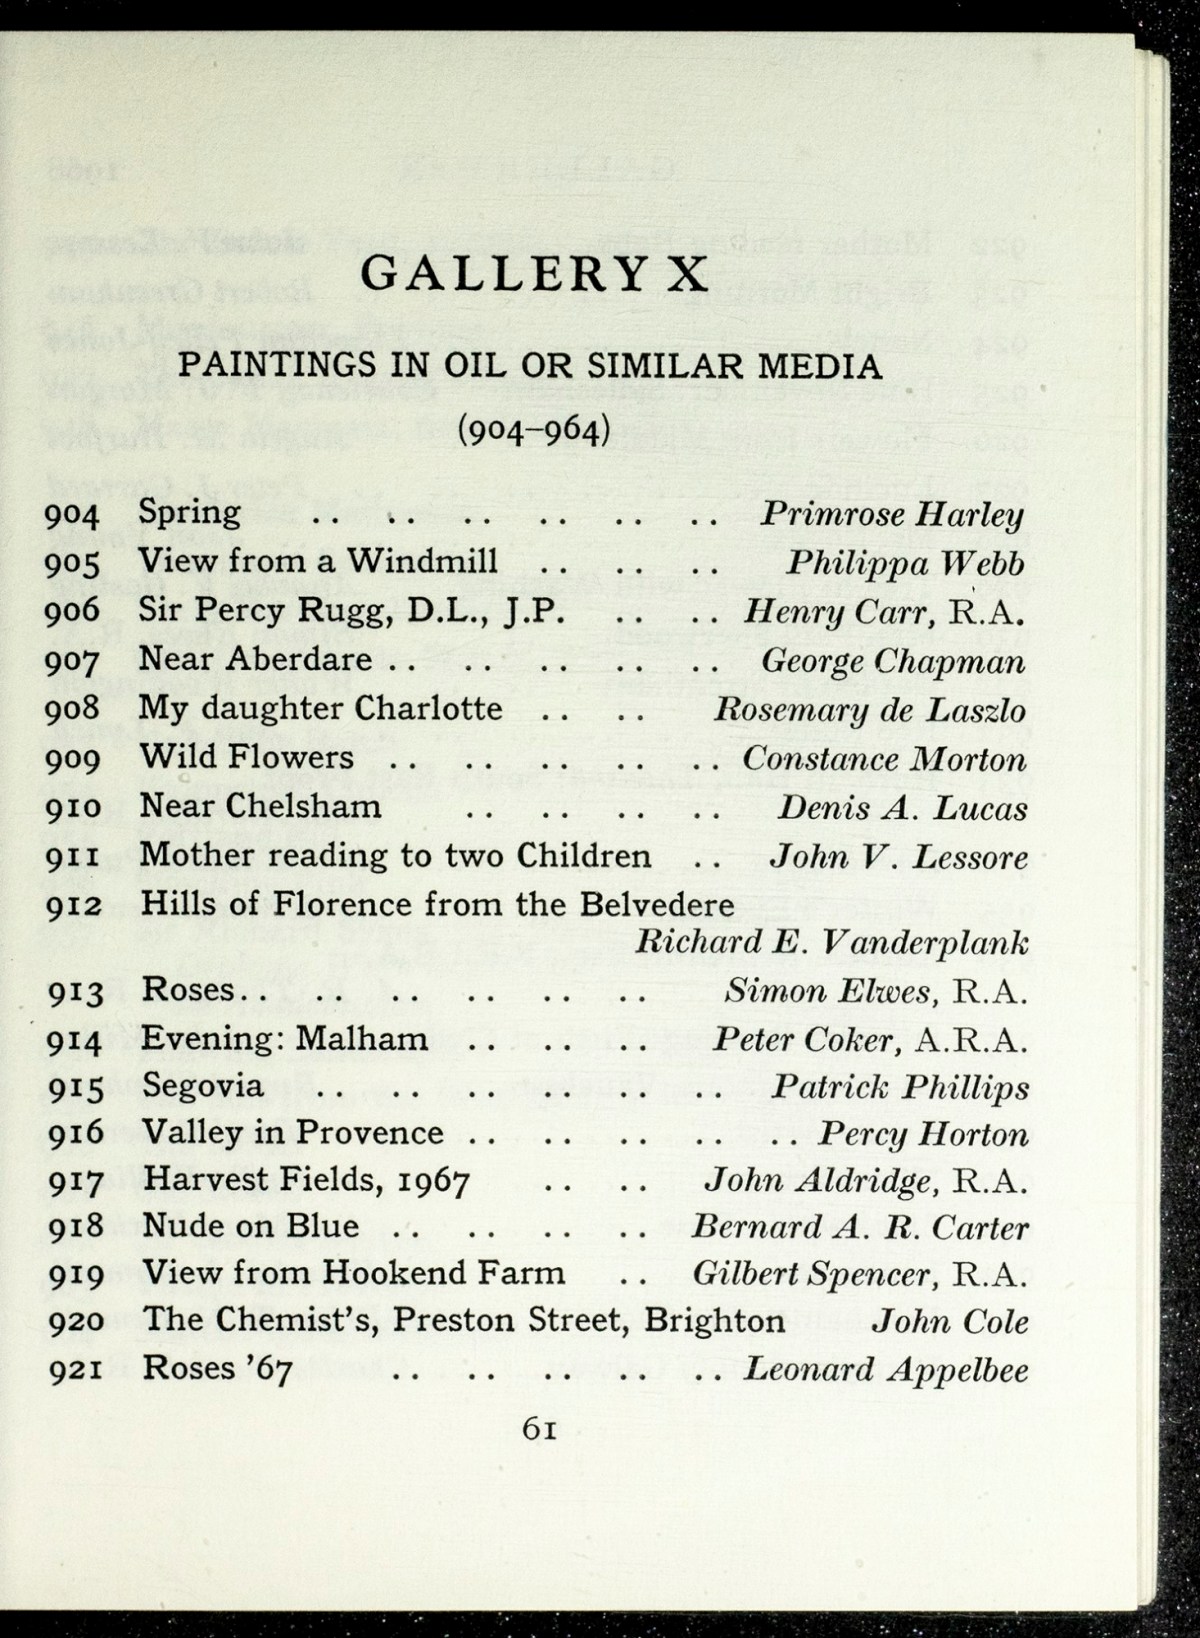 GALLERY X
PAINTINGS IN OIL OR SIMILAR MEDIA
(904–964)
904 Spring .. .. .. .. .. .. Primrose Harley
905 View from a Windmill .. .. .. Philippa Webb
906 Sir Percy Rugg, D.L., J.P. .. .. Henry Carr, R.A.
907 Near Aberdare .. .. .. .. .. George Chapman
908 My daughter Charlotte .. .. Rosemary de Laszlo
909 Wild Flowers .. .. .. .. .. Constance Morton
910 Near Chelsham .. .. .. .. Denis A. Lucas
911 Mother reading to two Children .. John V. Lessore
912 Hills of Florence from the Belvedere
Richard E. Vanderplank
913 Roses .. .. .. .. .. .. Simon Elwes, R.A.
914 Evening: Malham .. .. .. Peter Coker, A.R.A.
915 Segovia .. .. .. .. .. .. Patrick Phillips
916 Valley in Provence .. .. .. .. .. Percy Horton
917 Harvest Fields, 1967 .. .. John Aldridge, R.A.
918 Nude on Blue .. .. .. .. Bernard A. R. Carter
919 View from Hookend Farm .. Gilbert Spencer, R.A.
920 The Chemist's, Preston Street, Brighton John Cole
921 Roses '67 .. .. .. .. .. Leonard Appelbee
61